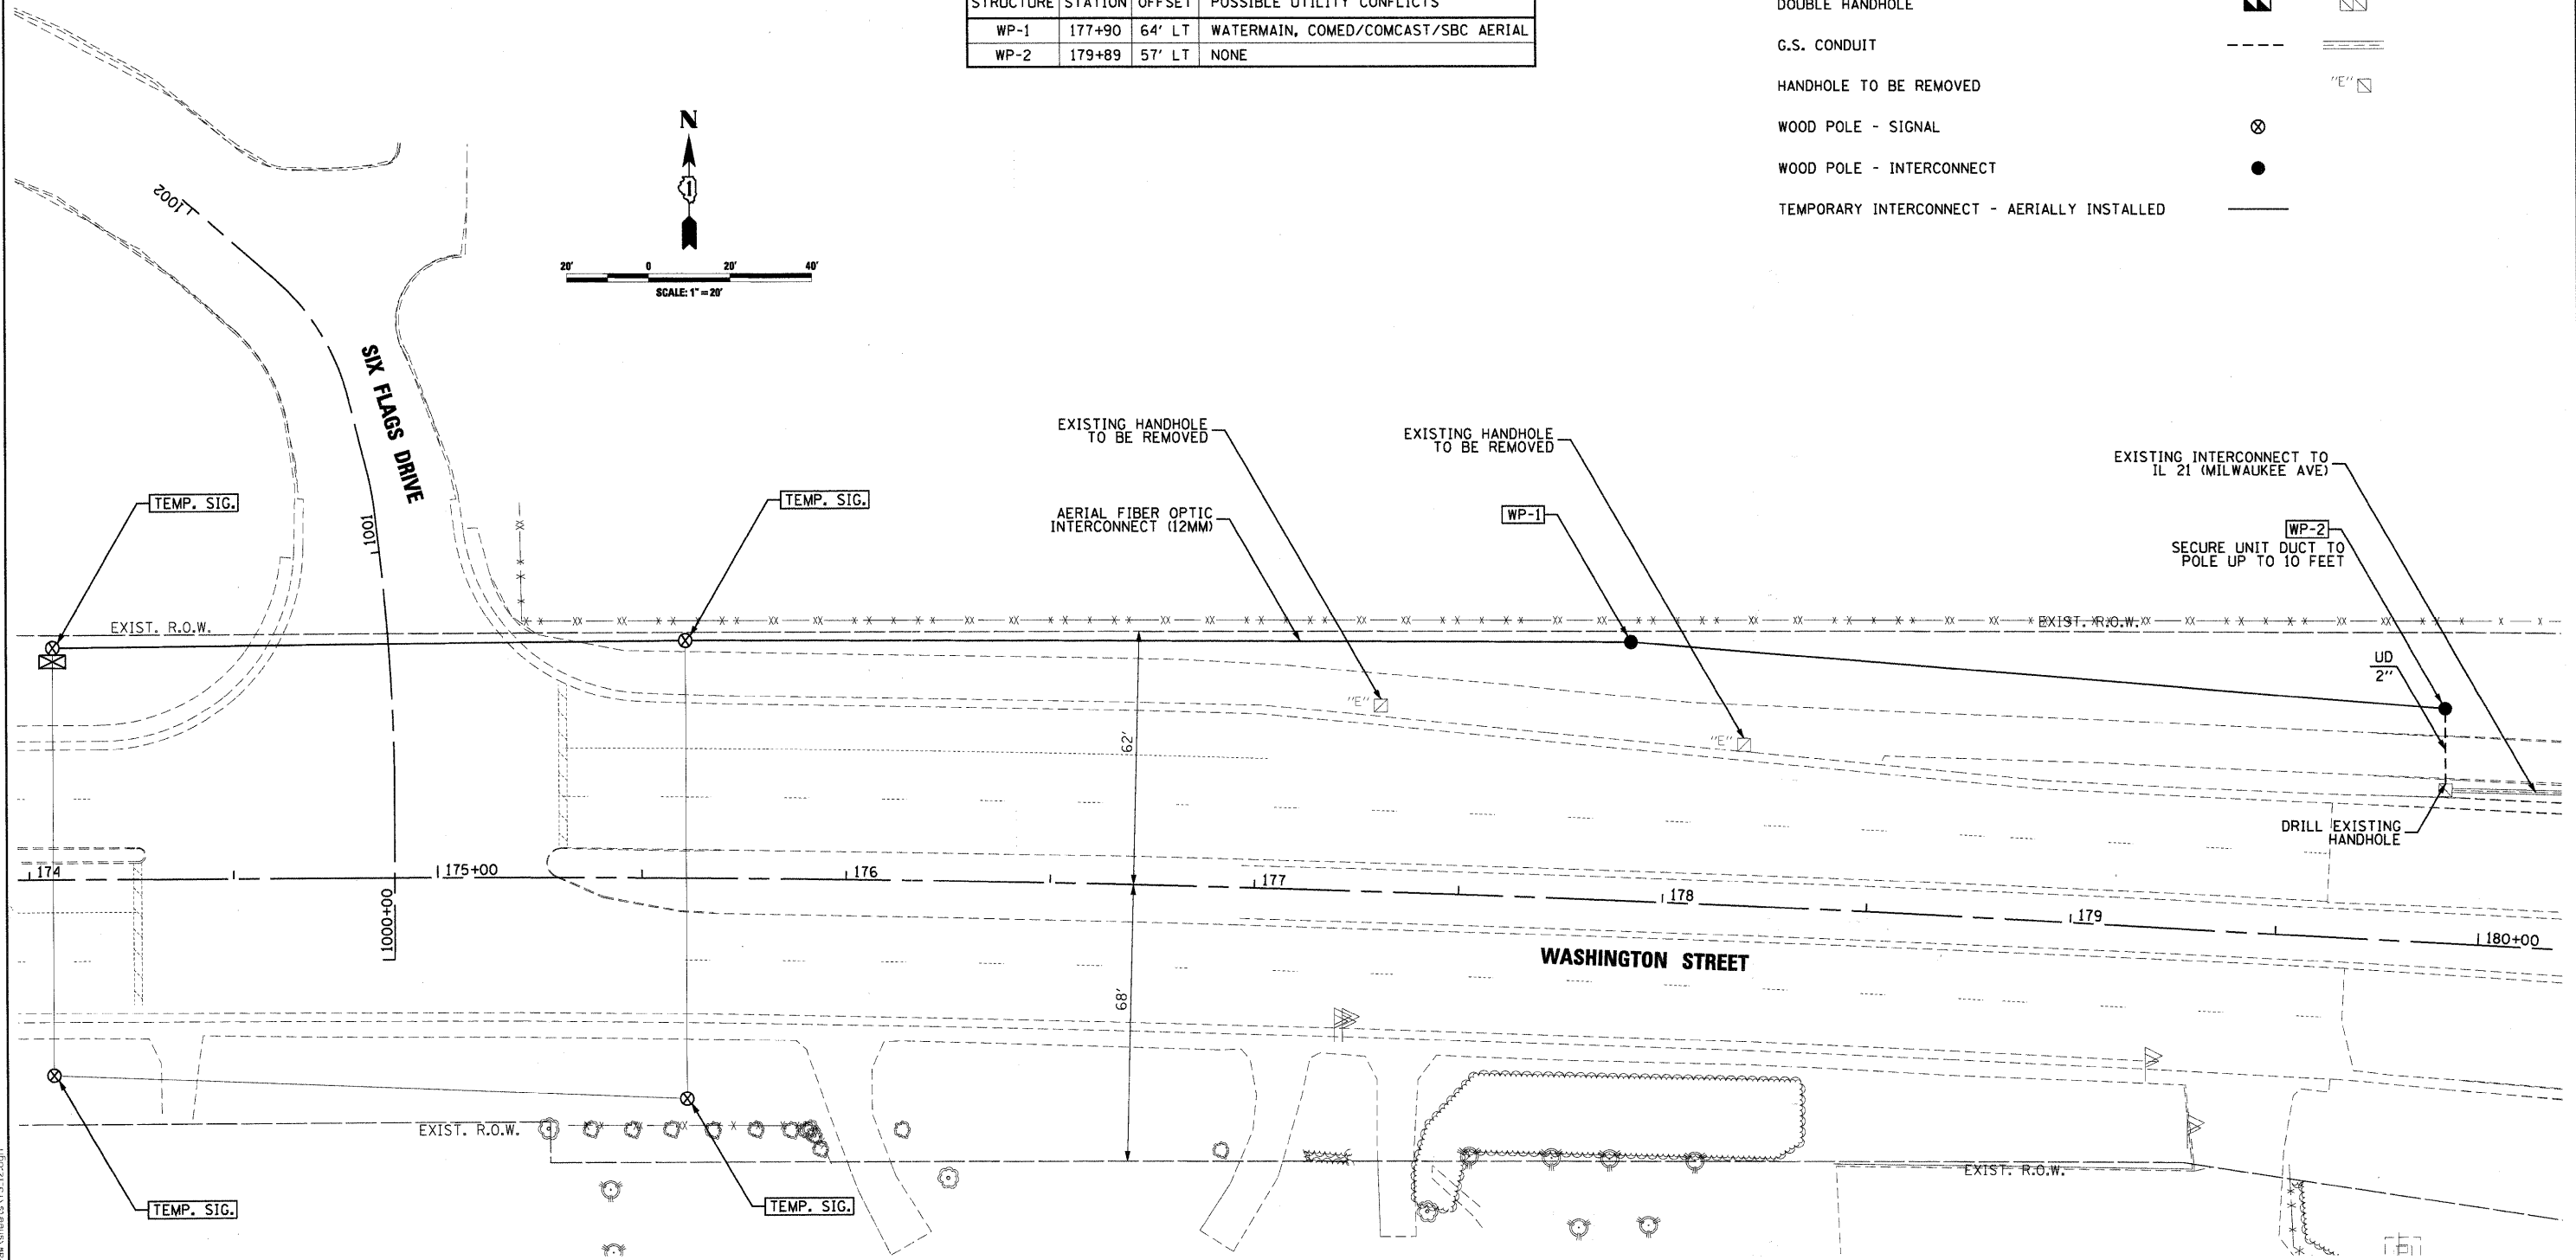 STRUCTURE STATION OFFSET POSSIBLE UTILITY CONFLICTS
WP-1 177+90 64' LT WATERMAIN, COMED/COMCAST/SBC AERIAL
WP-2 179+89 57' LT NONE
DOUBLE HANDHOLE
G.S. CONDUIT
HANDHOLE TO BE REMOVED "E"
WOOD POLE - SIGNAL
WOOD POLE - INTERCONNECT
TEMPORARY INTERCONNECT - AERIALLY INSTALLED
N
1
20' 0 20' 40'
SCALE: 1" = 20'
1002
SIX FLAGS DRIVE
1001
1000+00
TEMP. SIG.
TEMP. SIG.
EXISTING HANDHOLE
TO BE REMOVED
EXISTING HANDHOLE
TO BE REMOVED
AERIAL FIBER OPTIC
INTERCONNECT (12MM)
WP-1
EXISTING INTERCONNECT TO
IL 21 (MILWAUKEE AVE)
WP-2
SECURE UNIT DUCT TO
POLE UP TO 10 FEET
EXIST. R.O.W.
EXIST. R.O.W.
UD
2"
"E"
"E"
62'
DRILL EXISTING
HANDHOLE
174
175+00
176
177
178
179
180+00
WASHINGTON STREET
68'
EXIST. R.O.W.
EXIST. R.O.W.
TEMP. SIG.
TEMP. SIG.